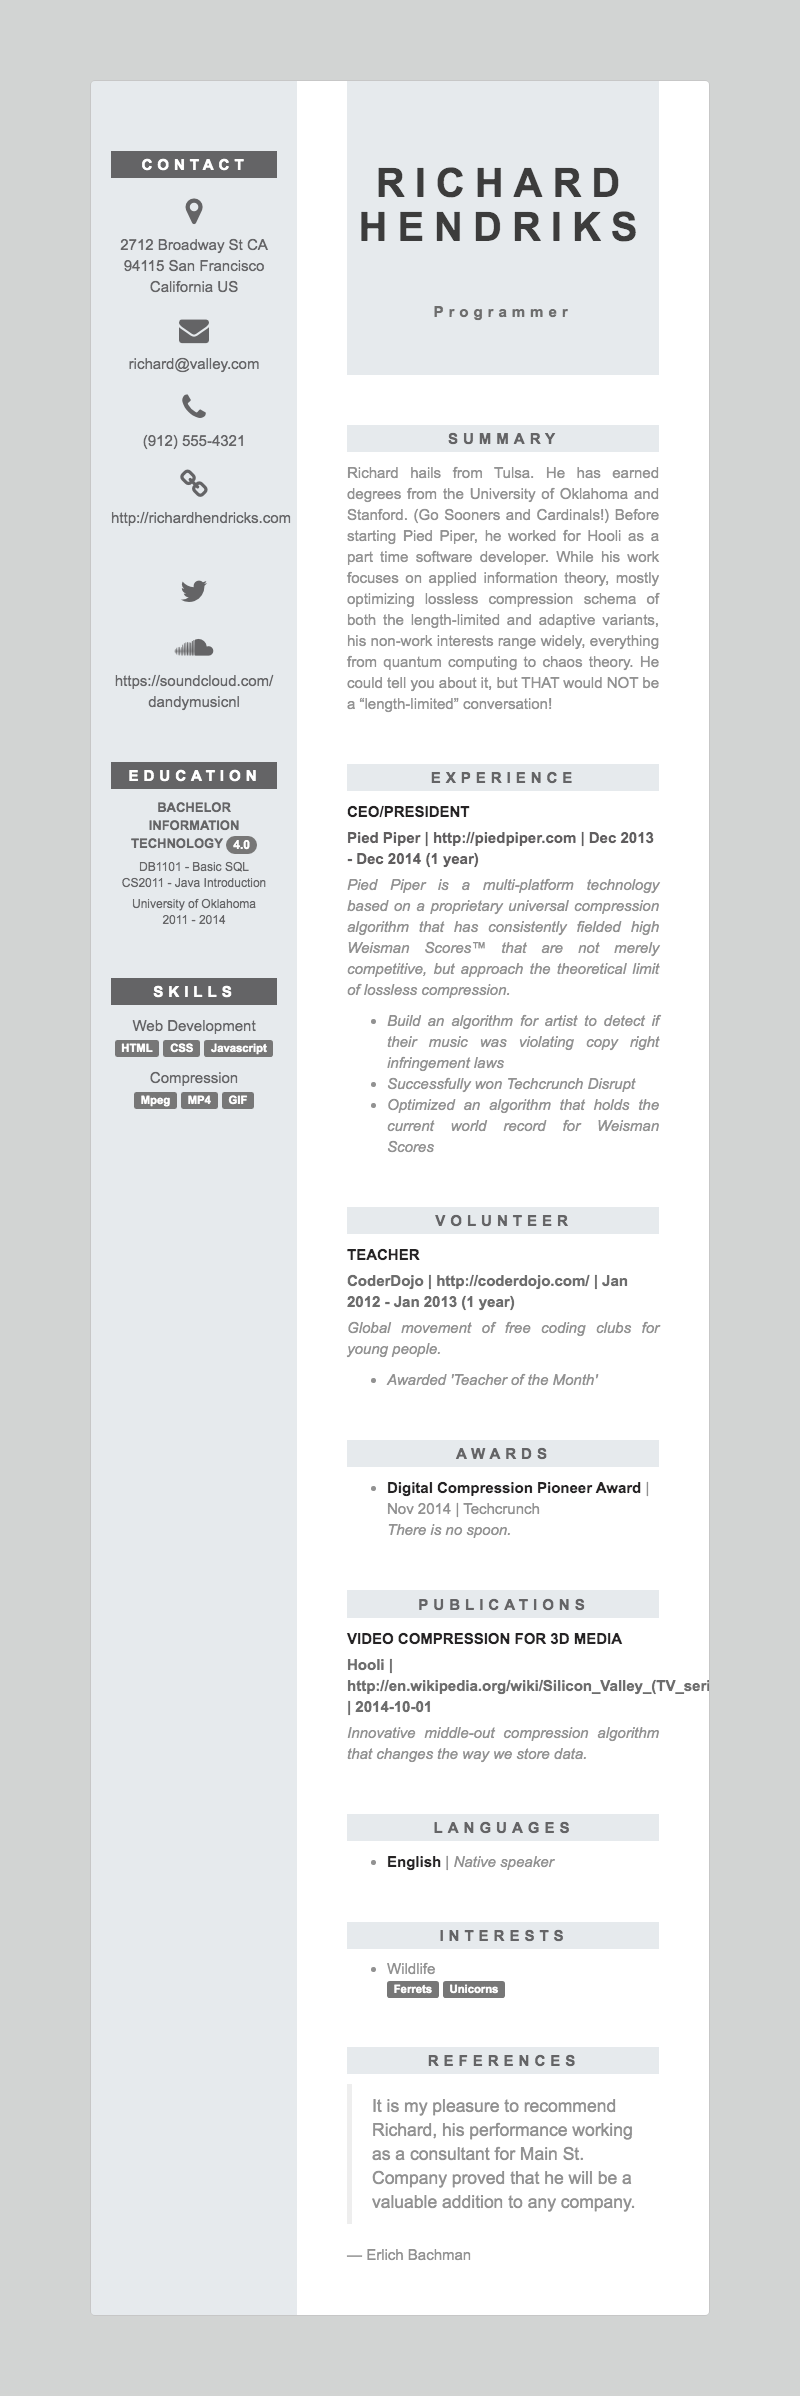 CONTACT
2712 Broadway St CA
94115 San Francisco
California US
richard@valley.com
(912) 555-4321
http://richardhendricks.com
https://soundcloud.com/
dandymusicnl
EDUCATION
BACHELOR
INFORMATION
TECHNOLOGY 4.0
DB1101 - Basic SQL
CS2011 - Java Introduction
University of Oklahoma
2011 - 2014
SKILLS
Web Development
HTML CSS Javascript
Compression
Mpeg MP4 GIF
RICHARD
HENDRIKS
Programmer
SUMMARY
Richard hails from Tulsa. He has earned
degrees from the University of Oklahoma and
Stanford. (Go Sooners and Cardinals!) Before
starting Pied Piper, he worked for Hooli as a
part time software developer. While his work
focuses on applied information theory, mostly
optimizing lossless compression schema of
both the length-limited and adaptive variants,
his non-work interests range widely, everything
from quantum computing to chaos theory. He
could tell you about it, but THAT would NOT be
a “length-limited” conversation!
EXPERIENCE
CEO/PRESIDENT
Pied Piper | http://piedpiper.com | Dec 2013
- Dec 2014 (1 year)
Pied Piper is a multi-platform technology
based on a proprietary universal compression
algorithm that has consistently fielded high
Weisman Scores™ that are not merely
competitive, but approach the theoretical limit
of lossless compression.
• Build an algorithm for artist to detect if
their music was violating copy right
infringement laws
• Successfully won Techcrunch Disrupt
• Optimized an algorithm that holds the
current world record for Weisman
Scores
VOLUNTEER
TEACHER
CoderDojo | http://coderdojo.com/ | Jan
2012 - Jan 2013 (1 year)
Global movement of free coding clubs for
young people.
• Awarded 'Teacher of the Month'
AWARDS
• Digital Compression Pioneer Award |
Nov 2014 | Techcrunch
There is no spoon.
PUBLICATIONS
VIDEO COMPRESSION FOR 3D MEDIA
Hooli |
http://en.wikipedia.org/wiki/Silicon_Valley_(TV_seri
| 2014-10-01
Innovative middle-out compression algorithm
that changes the way we store data.
LANGUAGES
• English | Native speaker
INTERESTS
• Wildlife
Ferrets Unicorns
REFERENCES
It is my pleasure to recommend
Richard, his performance working
as a consultant for Main St.
Company proved that he will be a
valuable addition to any company.
— Erlich Bachman